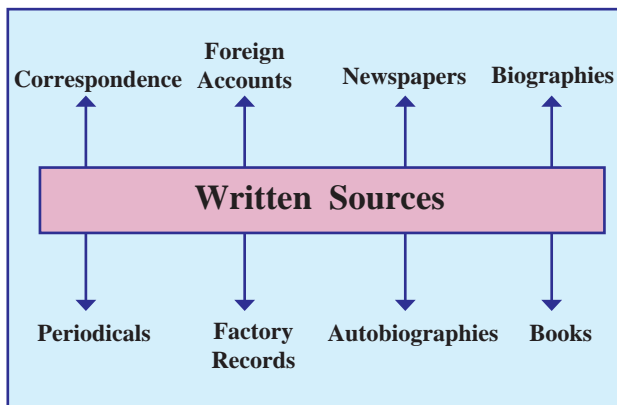 Correspondence
Foreign
Accounts
Newspapers
Biographies
Written Sources
Periodicals
Factory
Records
Autobiographies
Books